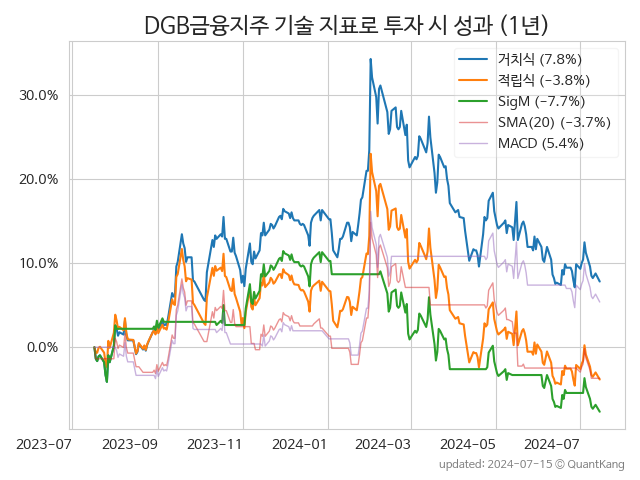 DGB금융지주 기술 지표로 투자 시 성과 (1년)
거치식 (7.8%)
적립식 (−3.8%)
SigM (−7.7%)
SMA(20) (−3.7%)
MACD (5.4%)
30.0%
20.0%
10.0%
0.0%
2023-07 2023-09 2023-11 2024-01 2024-03 2024-05 2024-07
updated: 2024-07-15 © QuantKang